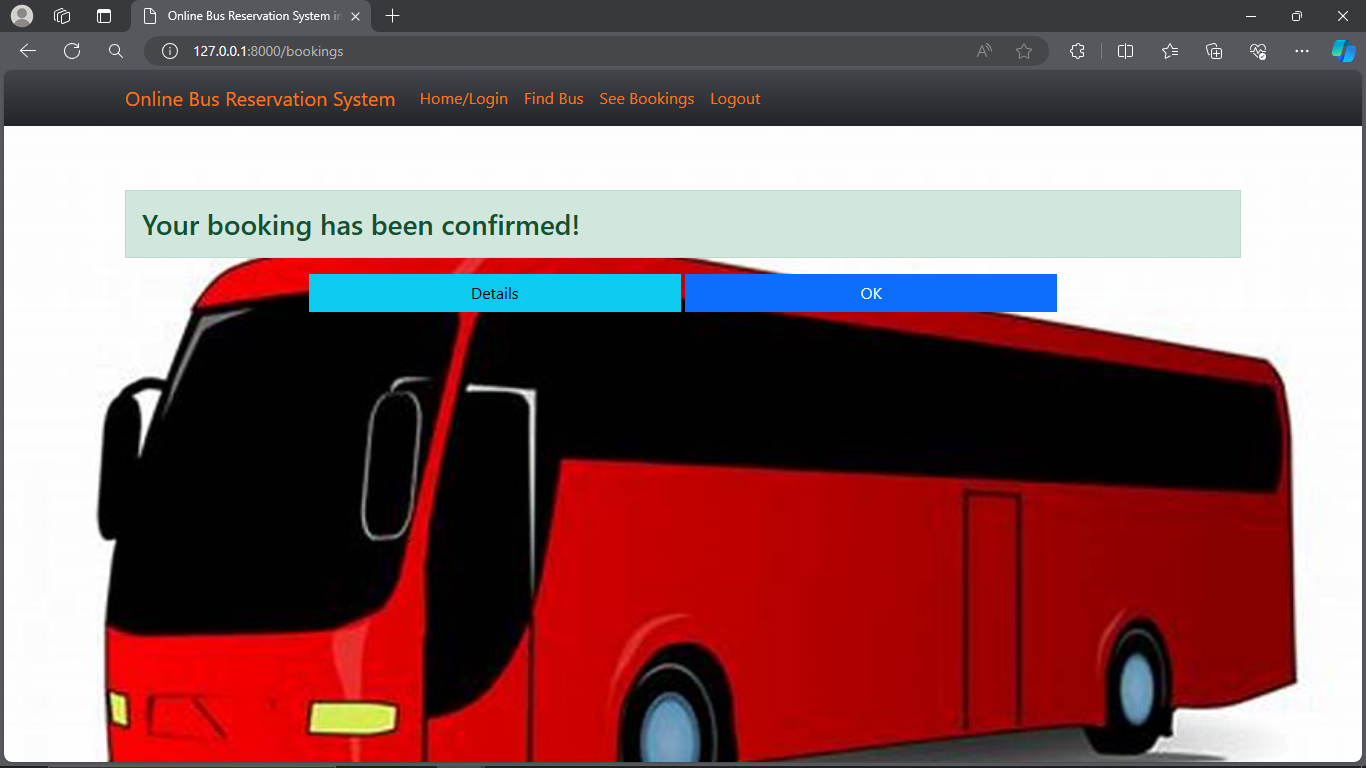 Online Bus Reservation System in
127.0.0.1:8000/bookings
Online Bus Reservation System Home/Login Find Bus See Bookings Logout
Your booking has been confirmed!
Details OK